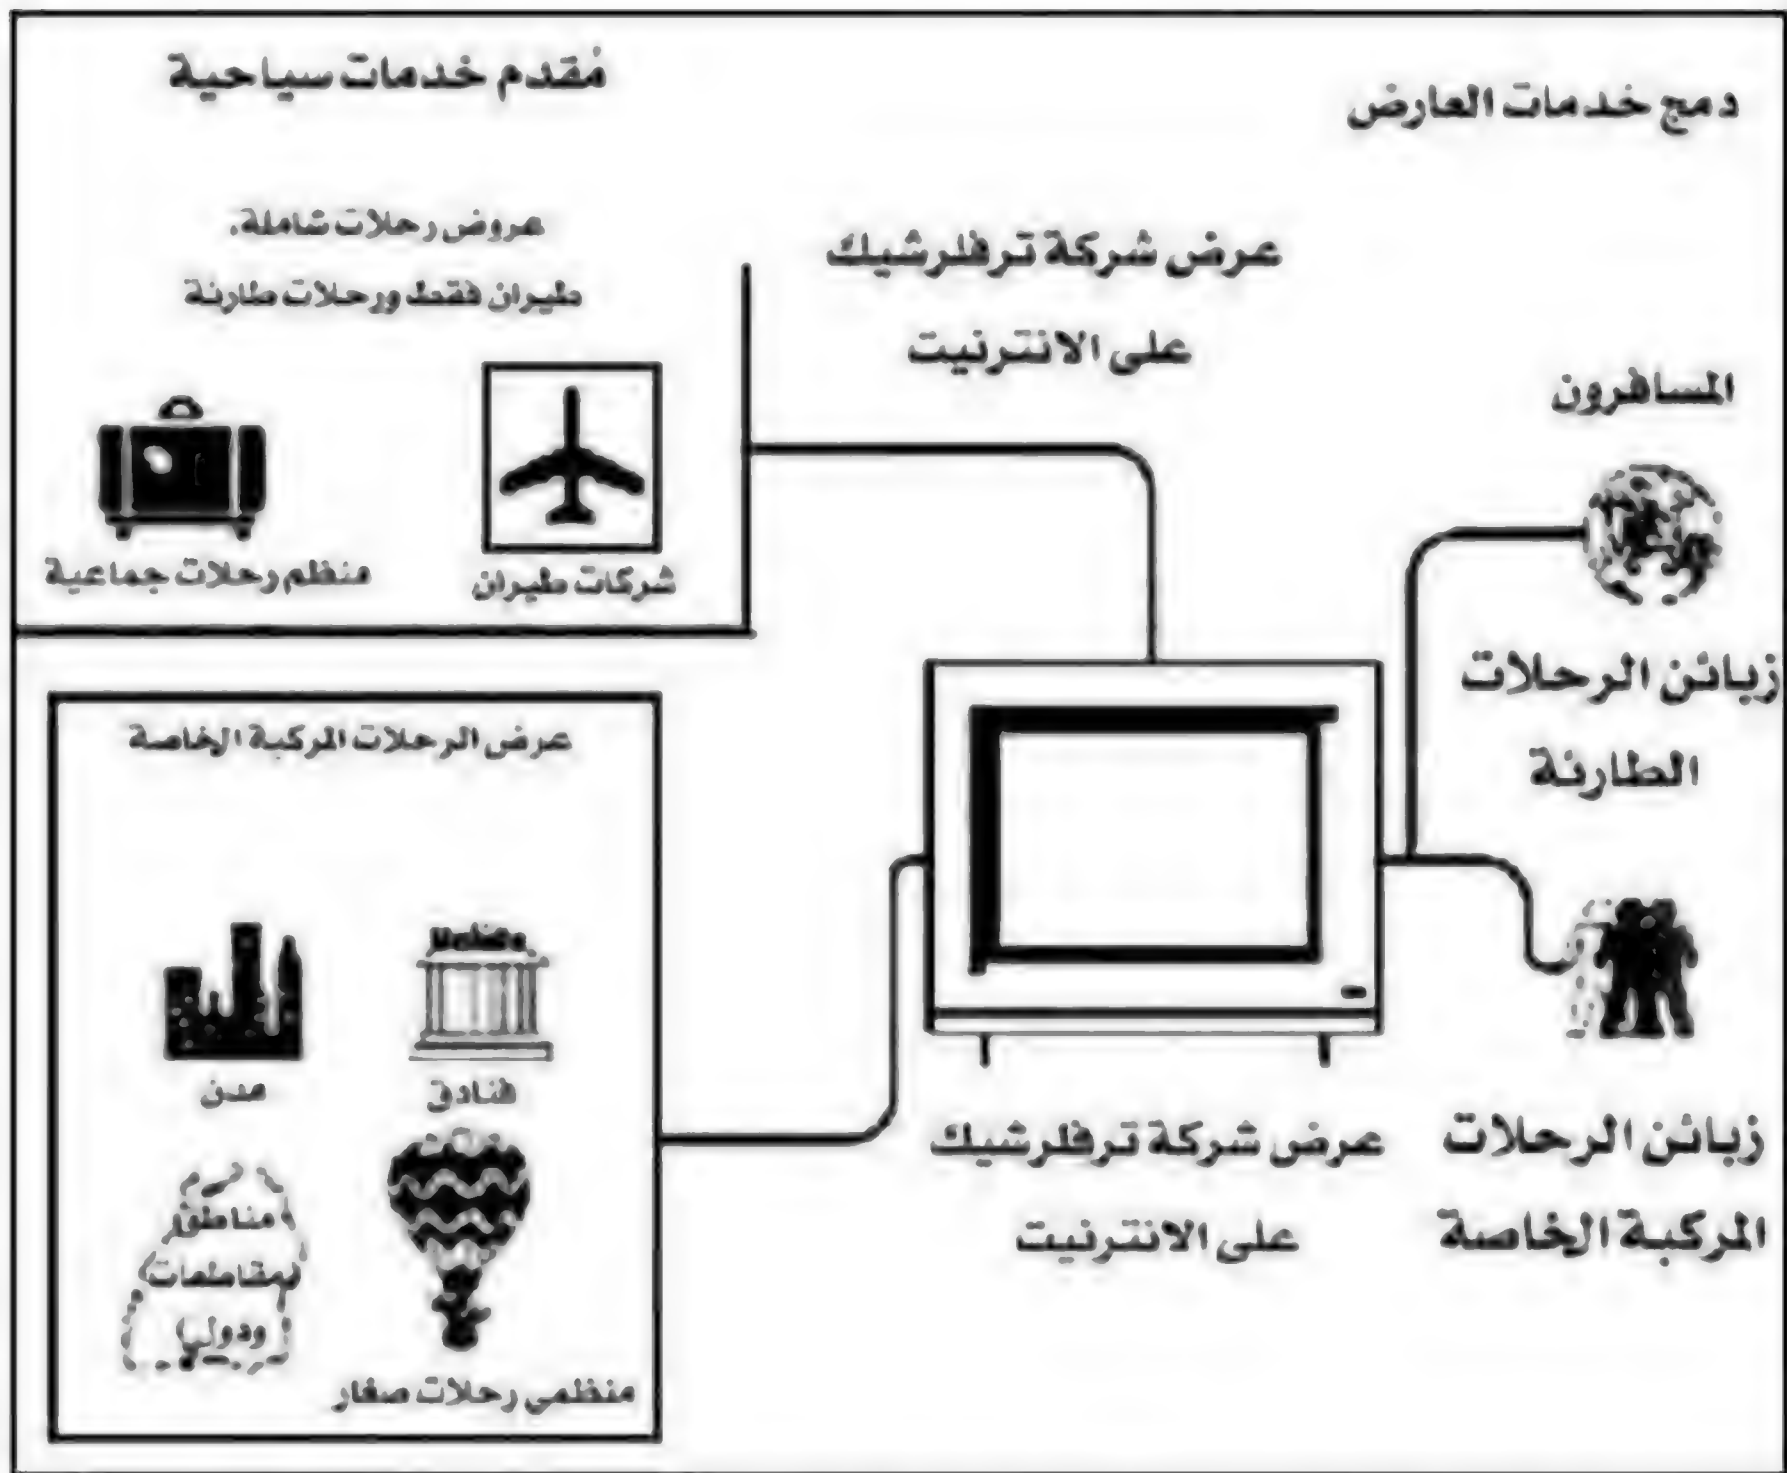 دمج خدمات العارض
مُقدم خدمات سياحية
عروض رحلات شاملة،
طيران فقط ورحلات طارئة
منظم رحلات جماعية
شركات طيران
عرض شركة ترفلرشيك
على الانترنيت
المسافرون
زبائن الرحلات
الطارئة
زبائن الرحلات
المركبة الخاصة
عرض شركة ترفلرشيك
على الانترنيت
عرض الرحلات المركبة الخاصة
فنادق
مدن
مناطق
مقاطعات
ودوليا
منظمي رحلات صغار